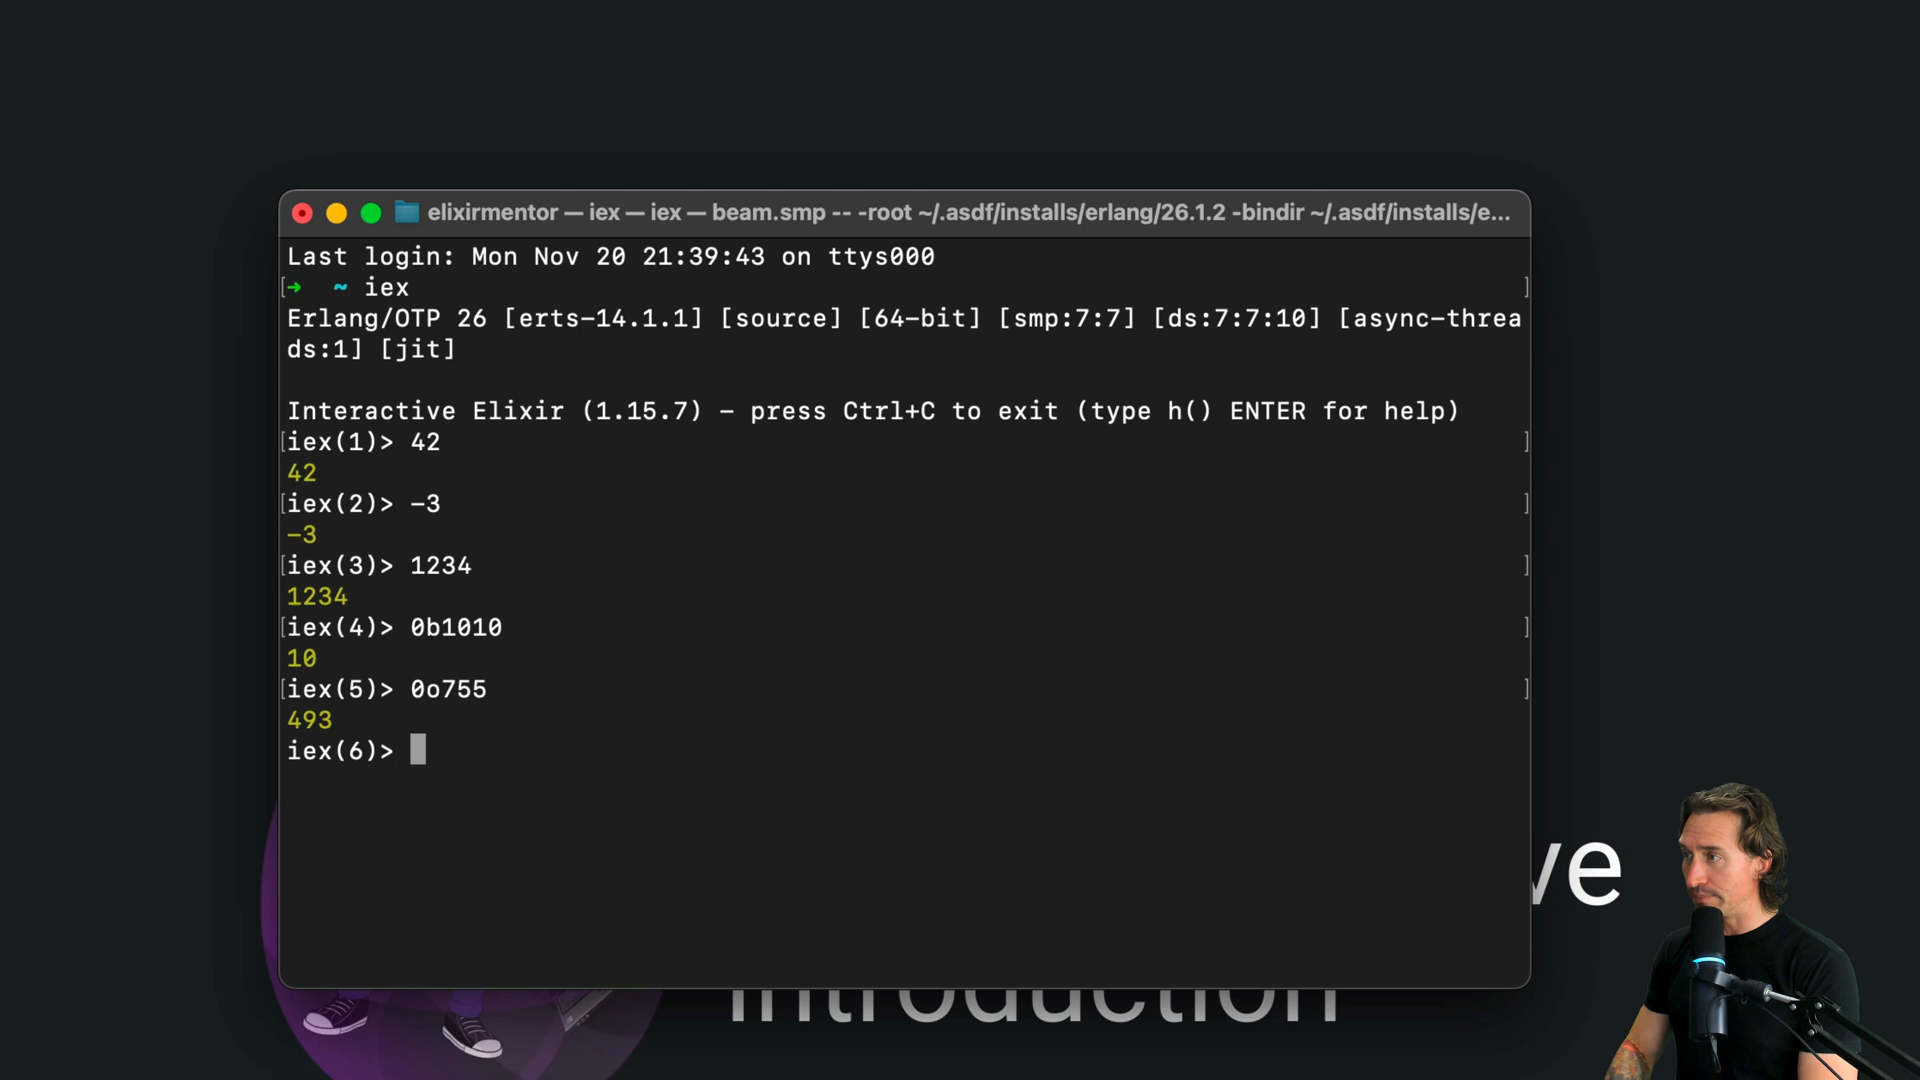 elixirmentor — iex — iex — beam.smp -- -root ~/.asdf/installs/erlang/26.1.2 -bindir ~/.asdf/installs/e...
Last login: Mon Nov 20 21:39:43 on ttys000
[➜  ~ iex ]
Erlang/OTP 26 [erts-14.1.1] [source] [64-bit] [smp:7:7] [ds:7:7:10] [async-threa
ds:1] [jit]
Interactive Elixir (1.15.7) - press Ctrl+C to exit (type h() ENTER for help)
[iex(1)> 42 ]
42
[iex(2)> -3 ]
-3
[iex(3)> 1234 ]
1234
[iex(4)> 0b1010 ]
10
[iex(5)> 0o755 ]
493
iex(6)>
ve
Introduction